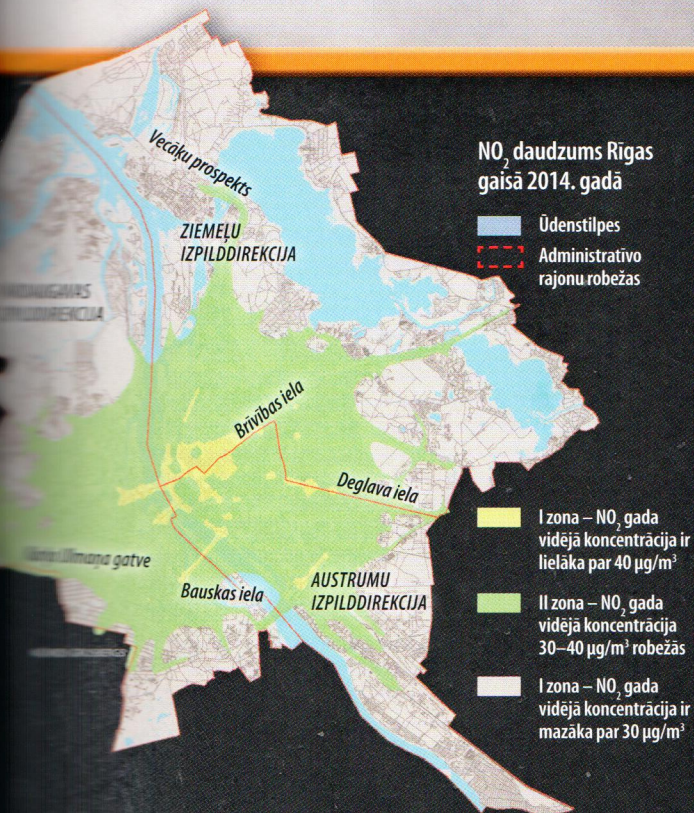 NO₂ daudzums Rīgas
gaisā 2014. gadā
Ūdenstilpes
Administratīvo
rajonu robežas
Vecāķu prospekts
ZIEMEĻU
IZPILDDIREKCIJA
Brīvības iela
Deglava iela
gatve
Bauskas iela
AUSTRUMU
IZPILDDIREKCIJA
I zona – NO₂ gada
vidējā koncentrācija ir
lielāka par 40 µg/m³
II zona – NO₂ gada
vidējā koncentrācija
30–40 µg/m³ robežās
I zona – NO₂ gada
vidējā koncentrācija ir
mazāka par 30 µg/m³